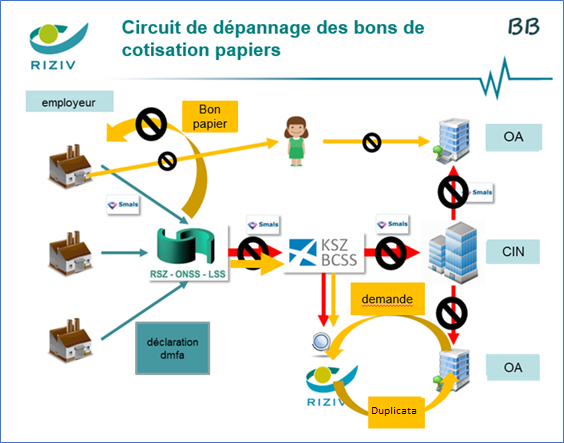 Circuit de dépannage des bons de
cotisation papiers
BB
RIZIV
employeur
Bon
papier
OA
Smals
Smals
Smals
RSZ - ONSS - LSS
KSZ
BCSS
CIN
demande
déclaration
dmfa
OA
RIZIV
Duplicata